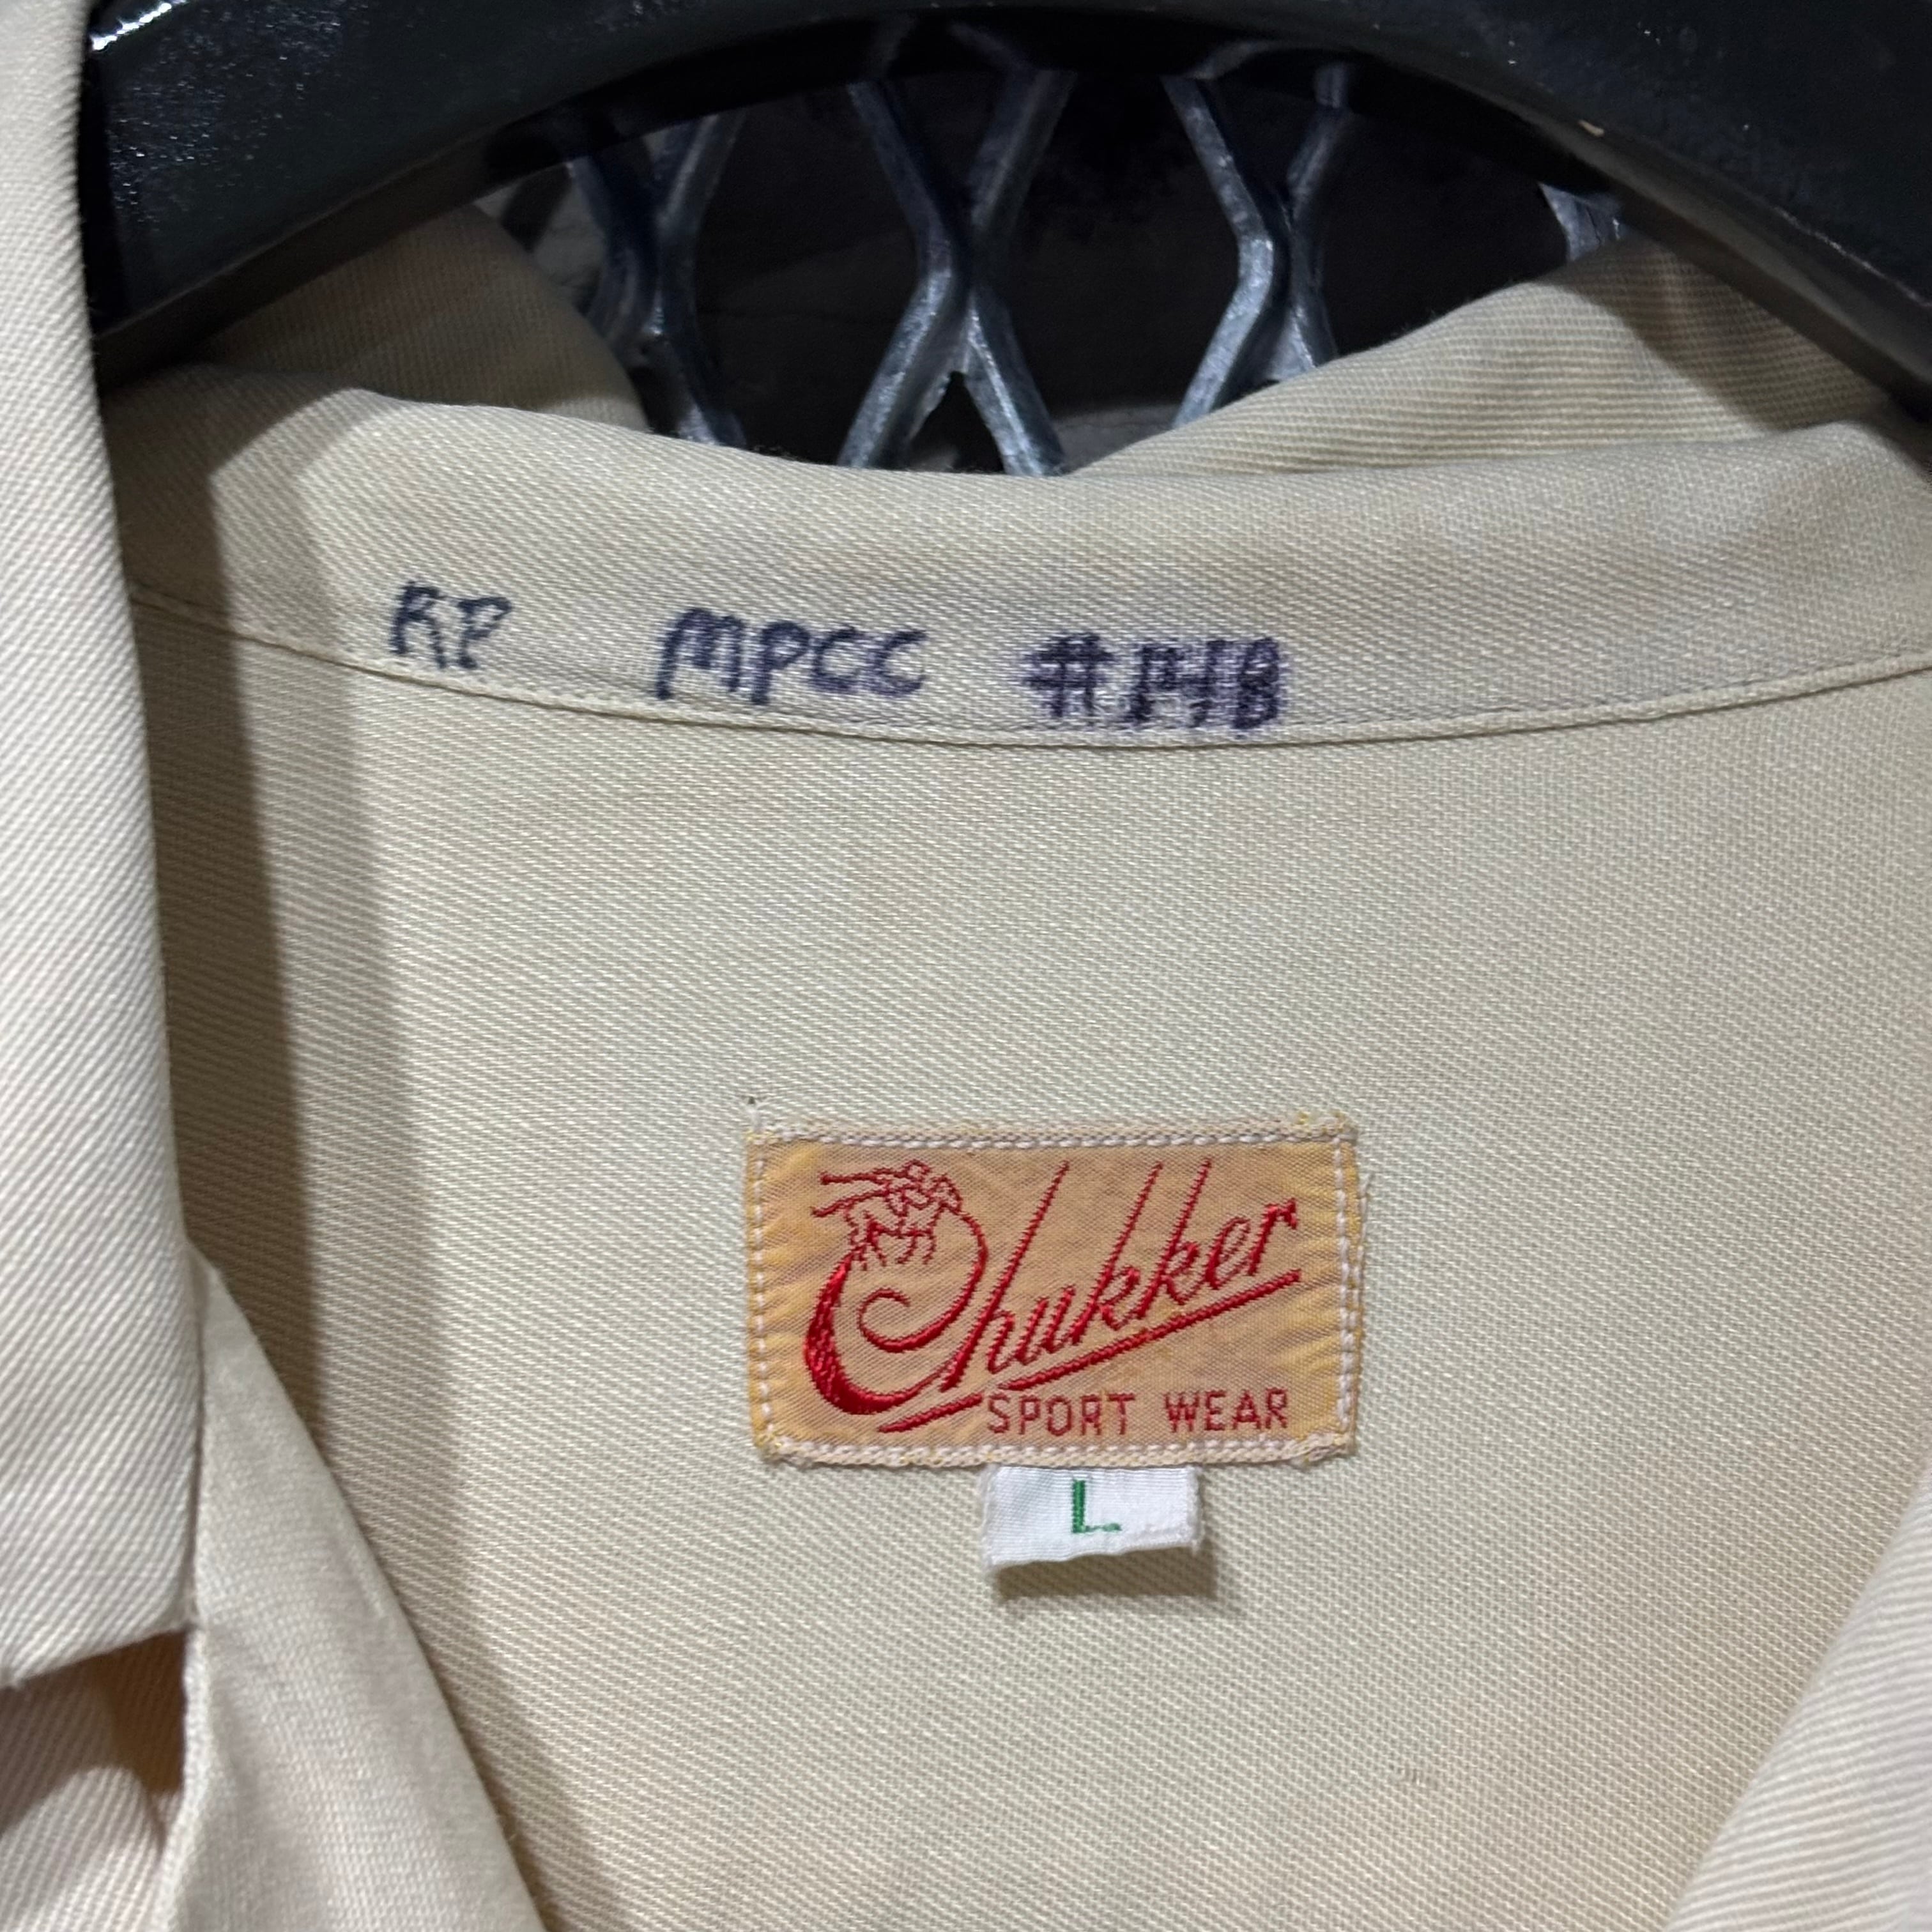 RP MPCC #148
Chukker
SPORT WEAR
L